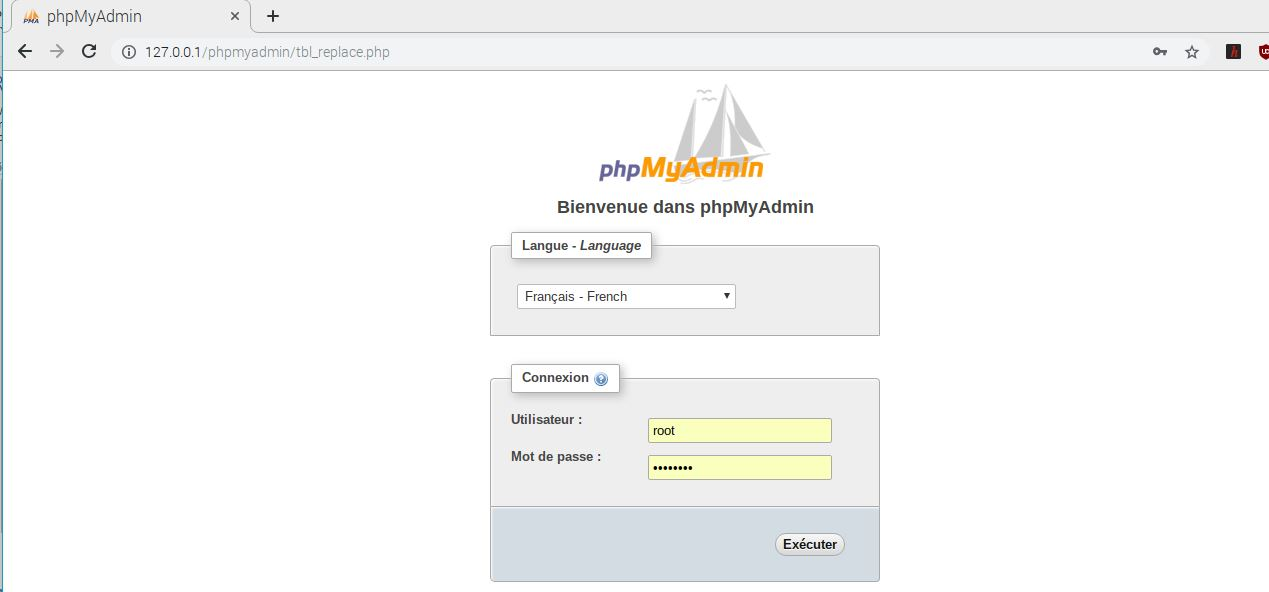 phpMyAdmin
127.0.0.1/phpmyadmin/tbl_replace.php
phpMyAdmin
Bienvenue dans phpMyAdmin
Langue - Language
Français - French
Connexion
Utilisateur :
root
Mot de passe :
••••••••
Exécuter